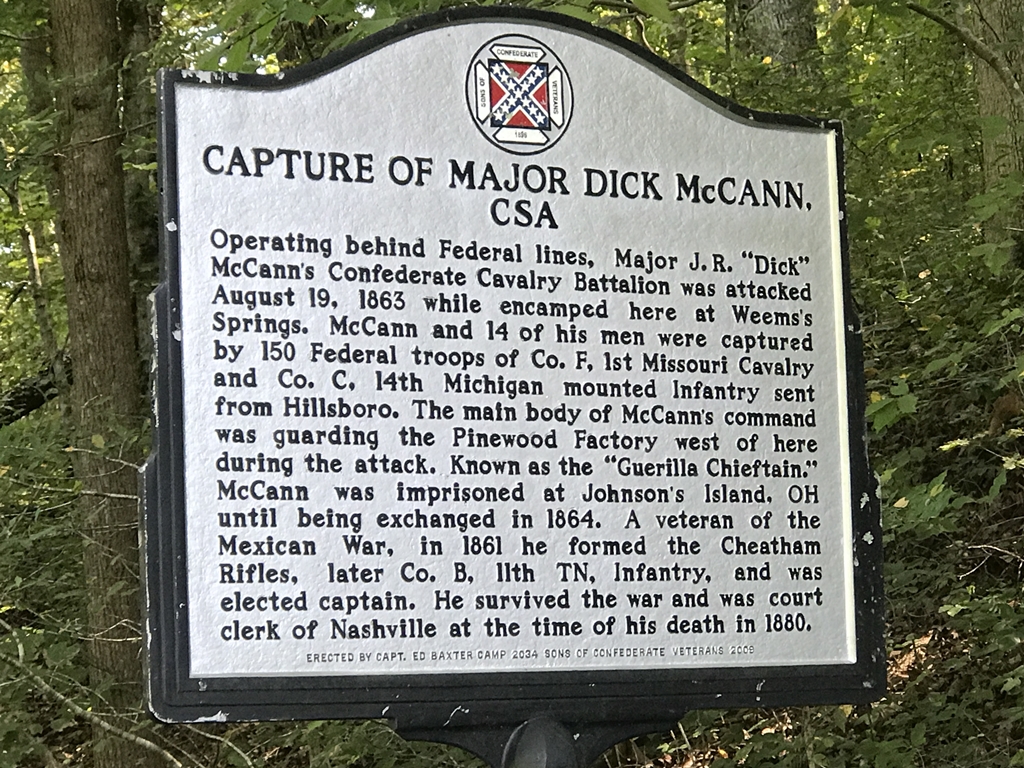 CONFEDERATE
SONS OF
VETERANS
1896
CAPTURE OF MAJOR DICK McCANN,
CSA
Operating behind Federal lines, Major J.R. "Dick"
McCann's Confederate Cavalry Battalion was attacked
August 19, 1863 while encamped here at Weems's
Springs. McCann and 14 of his men were captured
by 150 Federal troops of Co. F, 1st Missouri Cavalry
and Co. C, 14th Michigan mounted Infantry sent
from Hillsboro. The main body of McCann's command
was guarding the Pinewood Factory west of here
during the attack. Known as the "Guerilla Chieftain."
McCann was imprisoned at Johnson's Island, OH
until being exchanged in 1864. A veteran of the
Mexican War, in 1861 he formed the Cheatham
Rifles, later Co. B, 11th TN, Infantry, and was
elected captain. He survived the war and was court
clerk of Nashville at the time of his death in 1880.
ERECTED BY CAPT. ED BAXTER CAMP 2034 SONS OF CONFEDERATE VETERANS 2009